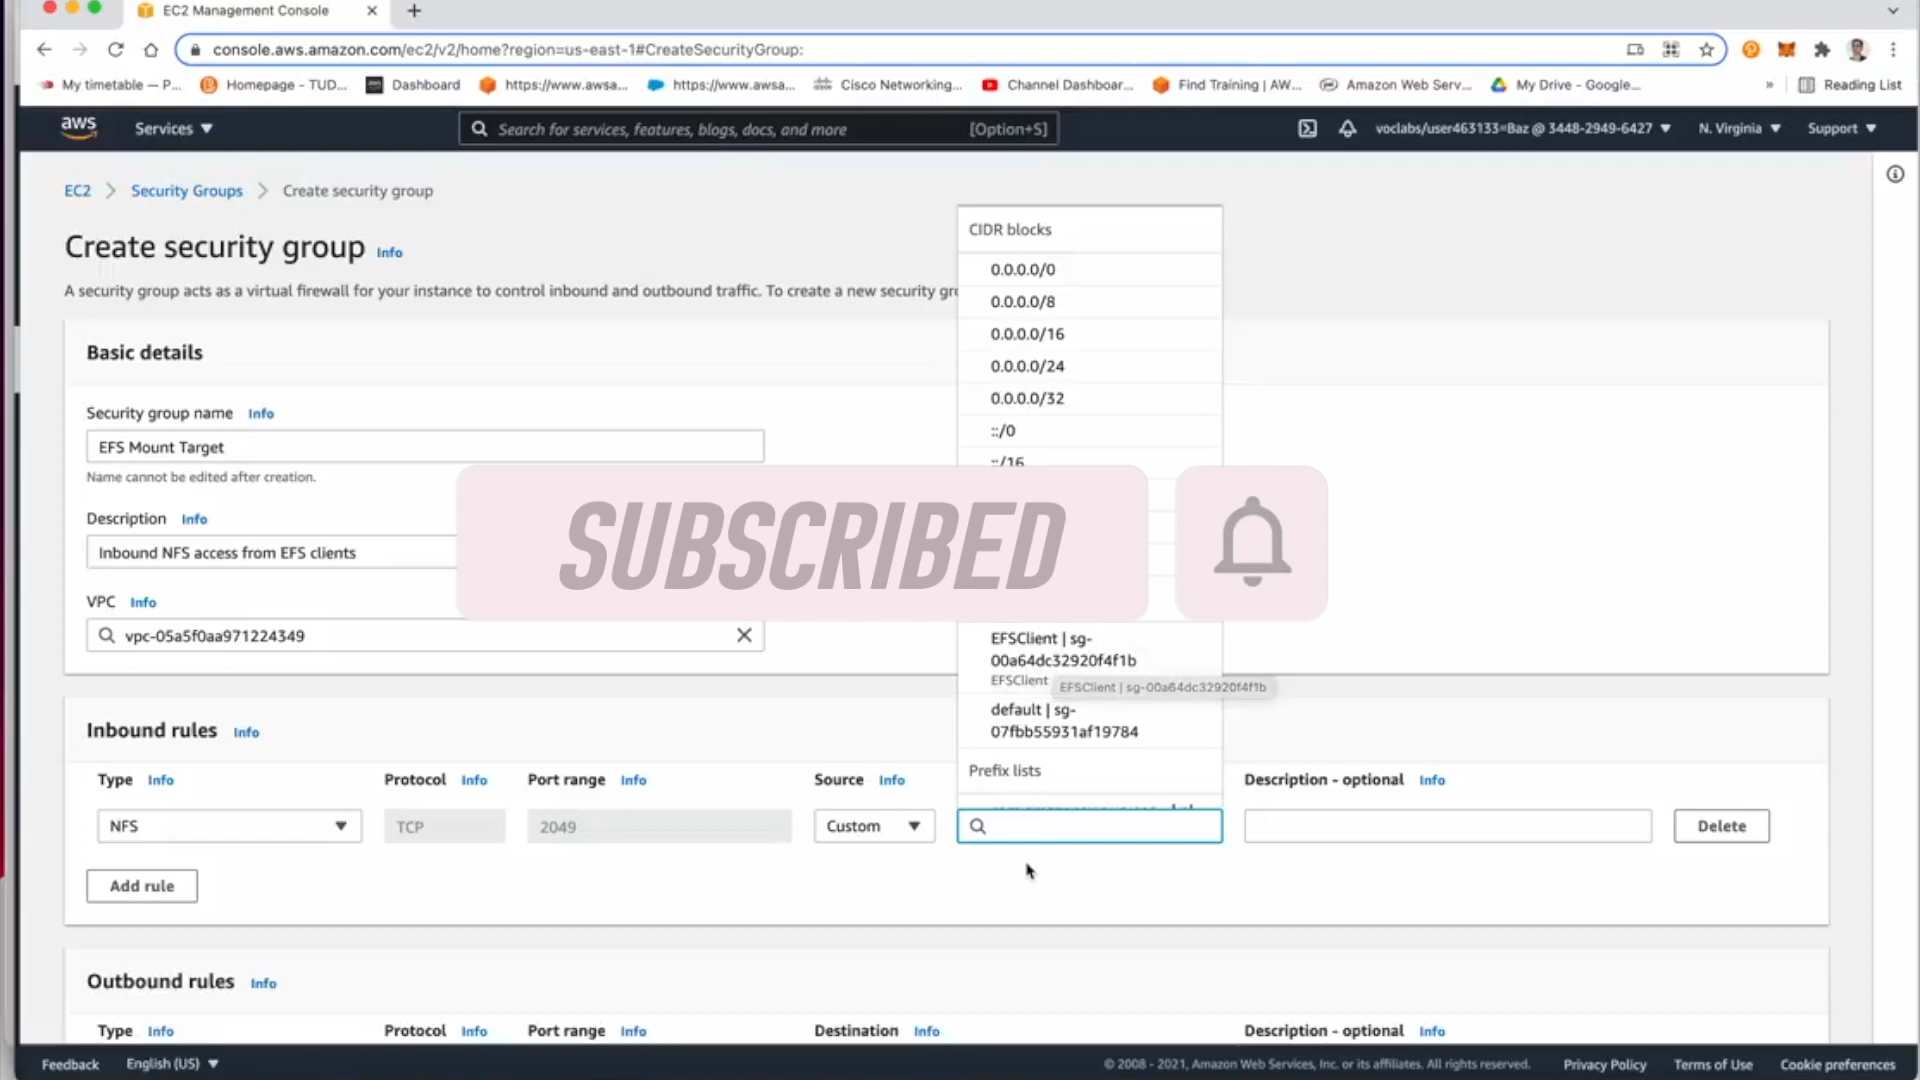 EC2 Management Console
console.aws.amazon.com/ec2/v2/home?region=us-east-1#CreateSecurityGroup:
My timetable — P... Homepage - TUD... Dashboard https://www.awsa... https://www.awsa... Cisco Networking... Channel Dashboar... Find Training | AW... Amazon Web Serv... My Drive - Google... » Reading List
aws Services Search for services, features, blogs, docs, and more [Option+S] voclabs/user463133=Baz @ 3448-2949-6427 N. Virginia Support
EC2 > Security Groups > Create security group
Create security group Info
A security group acts as a virtual firewall for your instance to control inbound and outbound traffic. To create a new security gr
Basic details
Security group name Info
EFS Mount Target
Name cannot be edited after creation.
Description Info
Inbound NFS access from EFS clients
VPC Info
vpc-05a5f0aa971224349
CIDR blocks
0.0.0.0/0
0.0.0.0/8
0.0.0.0/16
0.0.0.0/24
0.0.0.0/32
::/0
::/16
SUBSCRIBED
EFSClient | sg-
00a64dc32920f4f1b
EFSClient
EFSClient | sg-00a64dc32920f4f1b
default | sg-
07fbb55931af19784
Prefix lists
Inbound rules Info
Type Info Protocol Info Port range Info Source Info Description - optional Info
NFS TCP 2049 Custom Delete
Add rule
Outbound rules Info
Type Info Protocol Info Port range Info Destination Info Description - optional Info
Feedback English (US) © 2008 - 2021, Amazon Web Services, Inc. or its affiliates. All rights reserved. Privacy Policy Terms of Use Cookie preferences